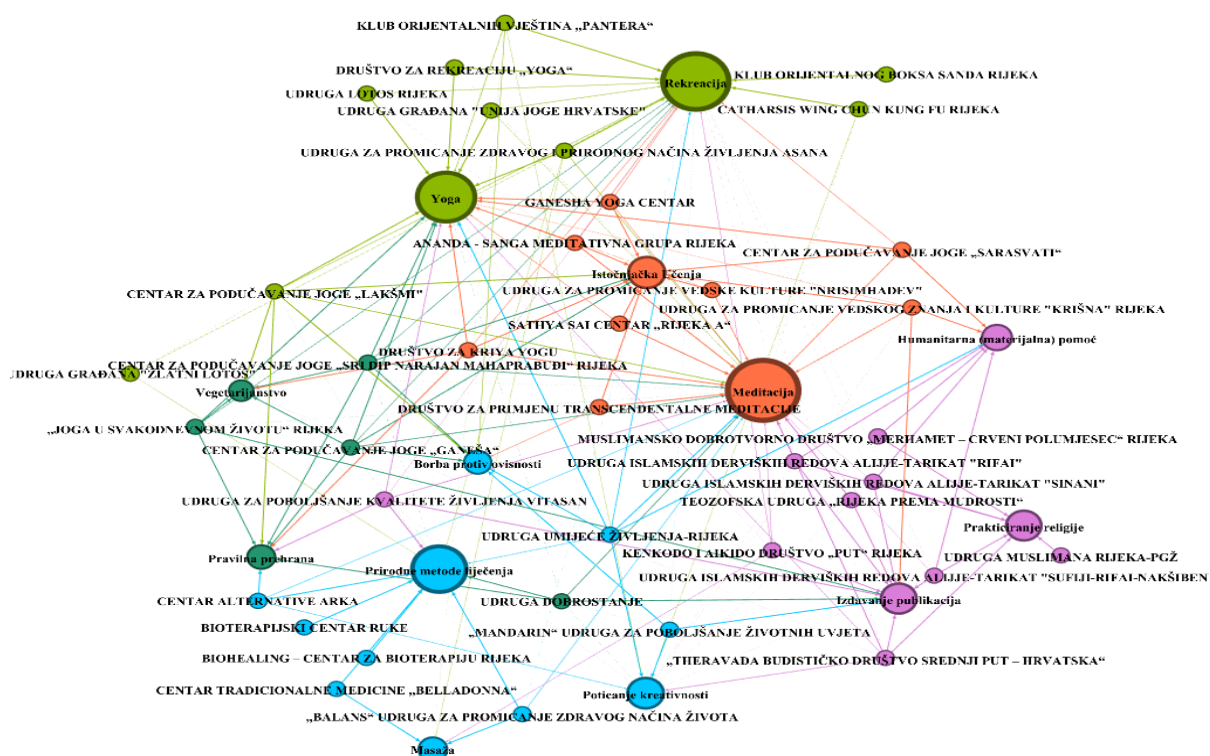 KLUB ORIJENTALNIH VJEŠTINA „PANTERA“
DRUŠTVO ZA REKREACIJU „YOGA“
KLUB ORIJENTALNOG BOKSA SANDA RIJEKA
Rekreacija
UDRUGA LOTOS RIJEKA
UDRUGA GRAĐANA "UNIJA JOGE HRVATSKE"
CATHARSIS WING CHUN KUNG FU RIJEKA
UDRUGA ZA PROMICANJE ZDRAVOG I PRIRODNOG NAČINA ŽIVLJENJA ASANA
Yoga
GANESHA YOGA CENTAR
ANANDA - SANGA MEDITATIVNA GRUPA RIJEKA
CENTAR ZA PODUČAVANJE JOGE „SARASVATI“
Istočnjačka Učenja
CENTAR ZA PODUČAVANJE JOGE „LAKŠMI"
UDRUGA ZA PROMICANJE VEDSKE KULTURE "NRISIMHADEV"
UDRUGA ZA PROMICANJE VEDSKOG ZNANJA I KULTURE "KRIŠNA" RIJEKA
SATHYA SAI CENTAR „RIJEKA A“
Humanitarna (materijalna) pomoć
DRUŠTVO ZA KRIYA YOGU
CENTAR ZA PODUČAVANJE JOGE „SRI DIP NARAJAN MAHAPRABUĐI“ RIJEKA
UDRUGA GRAĐANA "ZLATNI LOTOS"
Vegetarijanstvo
Meditacija
DRUŠTVO ZA PRIMJENU TRANSCENDENTALNE MEDITACIJE
„JOGA U SVAKODNEVNOM ŽIVOTU“ RIJEKA
MUSLIMANSKO DOBROTVORNO DRUŠTVO „MERHAMET – CRVENI POLUMJESEC“ RIJEKA
CENTAR ZA PODUČAVANJE JOGE „GANEŠA“
Borba protiv ovisnosti
UDRUGA ISLAMSKIH DERVIŠKIH REDOVA ALIJJE-TARIKAT "RIFAI"
UDRUGA ISLAMSKIH DERVIŠKIH REDOVA ALIJJE-TARIKAT "SINANI"
UDRUGA ZA POBOLJŠANJE KVALITETE ŽIVLJENJA VITASAN
TEOZOFSKA UDRUGA „RIJEKA PREMA MUDROSTI“
Prakticiranje religije
UDRUGA UMIJEĆE ŽIVLJENJA-RIJEKA
KENKODO I AIKIDO DRUŠTVO „PUT“ RIJEKA
UDRUGA MUSLIMANA RIJEKA-PGŽ
Pravilna prehrana
Prirodne metode liječenja
UDRUGA ISLAMSKIH DERVIŠKIH REDOVA ALIJJE-TARIKAT "SUFIJI-RIFAI-NAKŠIBEN
CENTAR ALTERNATIVE ARKA
UDRUGA DOBROSTANJE
Izdavanje publikacija
BIOTERAPIJSKI CENTAR RUKE
„MANDARIN“ UDRUGA ZA POBOLJŠANJE ŽIVOTNIH UVJETA
BIOHEALING – CENTAR ZA BIOTERAPIJU RIJEKA
„THERAVADA BUDISTIČKO DRUŠTVO SREDNJI PUT – HRVATSKA“
CENTAR TRADICIONALNE MEDICINE „BELLADONNA“
Poticanje kreativnosti
„BALANS“ UDRUGA ZA PROMICANJE ZDRAVOG NAČINA ŽIVOTA
Masaža